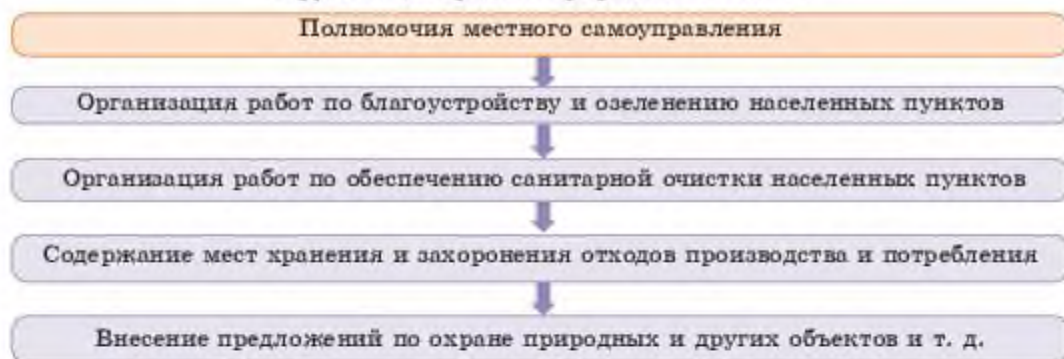 Полномочия местного самоуправления
Организация работ по благоустройству и озеленению населенных пунктов
Организация работ по обеспечению санитарной очистки населенных пунктов
Содержание мест хранения и захоронения отходов производства и потребления
Внесение предложений по охране природных и других объектов и т. д.